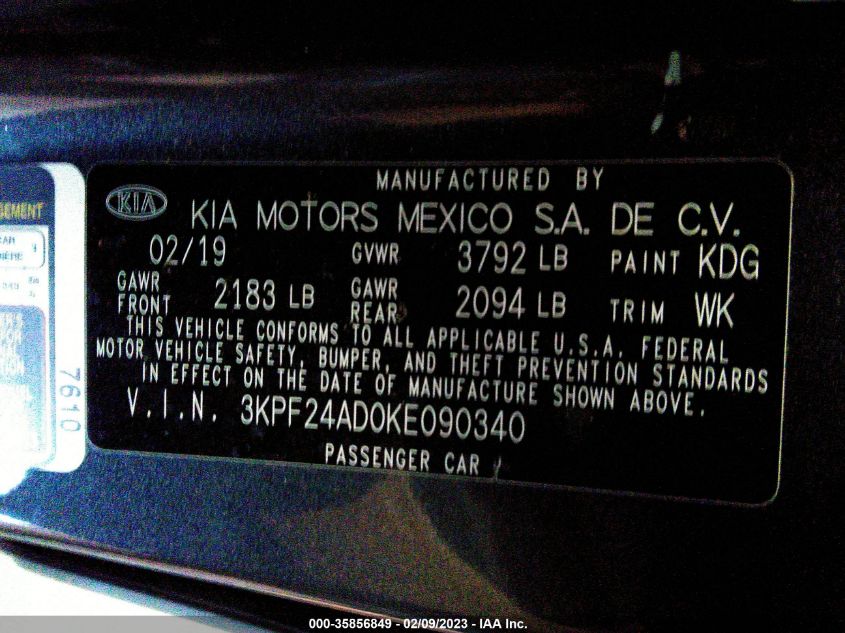 MANUFACTURED BY
KIA KIA MOTORS MEXICO S.A. DE C.V.
02/19 GVWR 3792 LB PAINT KDG
GAWR FRONT 2183 LB GAWR REAR 2094 LB TRIM WK
THIS VEHICLE CONFORMS TO ALL APPLICABLE U.S.A. FEDERAL
MOTOR VEHICLE SAFETY, BUMPER, AND THEFT PREVENTION STANDARDS
IN EFFECT ON THE DATE OF MANUFACTURE SHOWN ABOVE.
V.I.N. 3KPF24AD0KE090340
PASSENGER CAR
7610
000-35856849 - 02/09/2023 - IAA Inc.